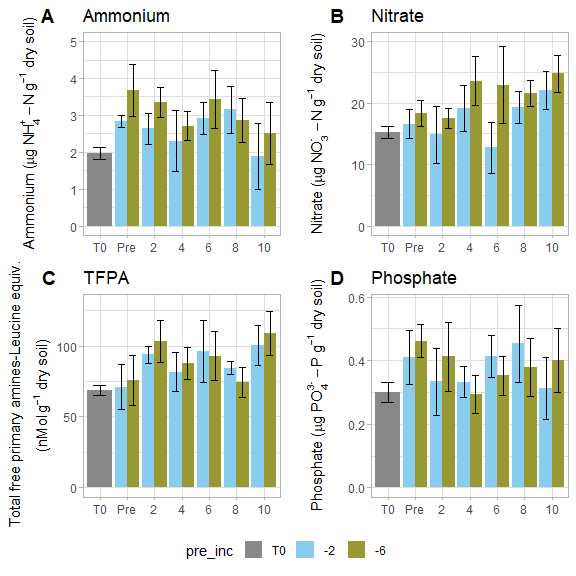 A Ammonium
Ammonium (µg NH₄⁺ – N g⁻¹ dry soil)
5
4
3
2
1
0
T0 Pre 2 4 6 8 10
B Nitrate
Nitrate (µg NO₃⁻ – N g⁻¹ dry soil)
30
20
10
0
T0 Pre 2 4 6 8 10
C TFPA
Total free primary amines-Leucine equiv.
(nMol g⁻¹ dry soil)
100
50
0
T0 Pre 2 4 6 8 10
D Phosphate
Phosphate (µg PO₄³⁻ – P g⁻¹ dry soil)
0.6
0.4
0.2
0.0
T0 Pre 2 4 6 8 10
pre_inc T0 -2 -6